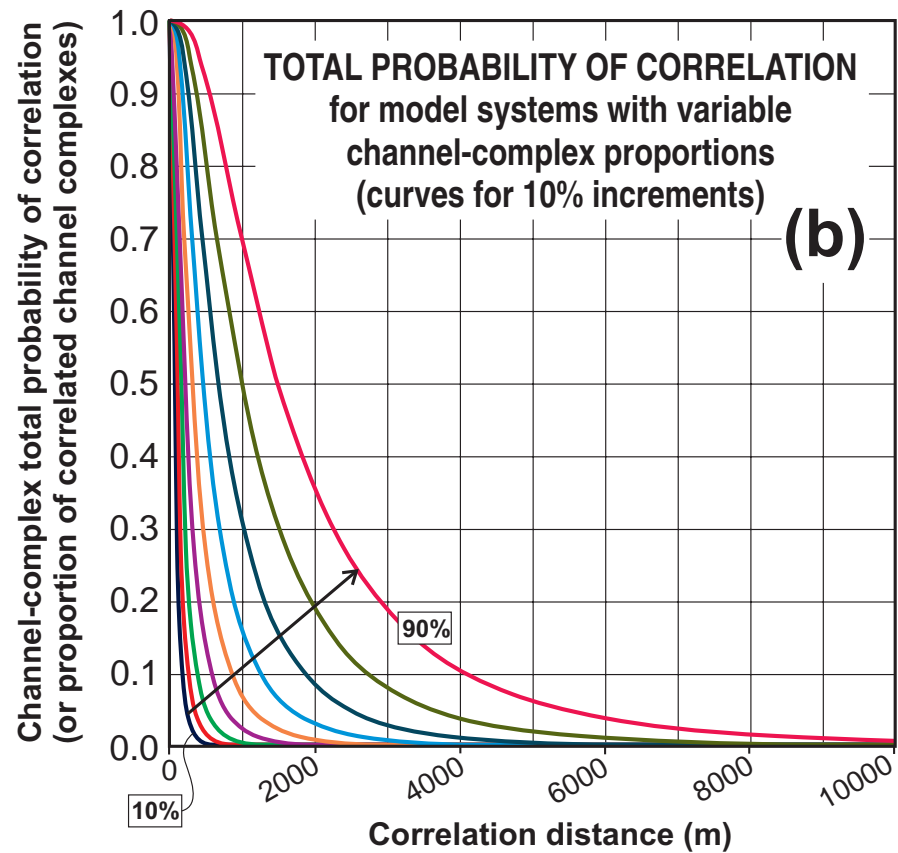 TOTAL PROBABILITY OF CORRELATION
for model systems with variable
channel-complex proportions
(curves for 10% increments)
(b)
Channel-complex total probability of correlation
(or proportion of correlated channel complexes)
1.0
0.9
0.8
0.7
0.6
0.5
0.4
0.3
0.2
0.1
0.0
90%
10%
0
2000
4000
6000
8000
10000
Correlation distance (m)